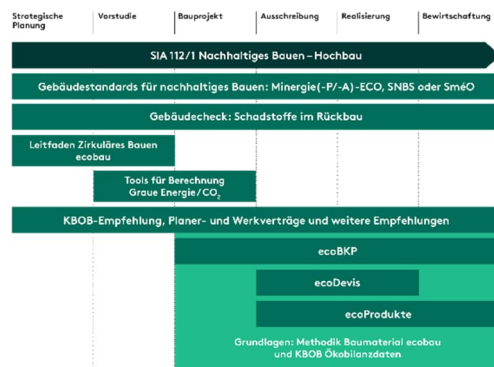 Strategische
Planung
Vorstudie
Bauprojekt
Ausschreibung
Realisierung
Bewirtschaftung
SIA 112/1 Nachhaltiges Bauen – Hochbau
Gebäudestandards für nachhaltiges Bauen: Minergie(-P/-A)-ECO, SNBS oder SméO
Gebäudecheck: Schadstoffe im Rückbau
Leitfaden Zirkuläres Bauen
ecobau
Tools für Berechnung
Graue Energie/CO₂
KBOB-Empfehlung, Planer- und Werkverträge und weitere Empfehlungen
ecoBKP
ecoDevis
ecoProdukte
Grundlagen: Methodik Baumaterial ecobau
und KBOB Ökobilanzdaten